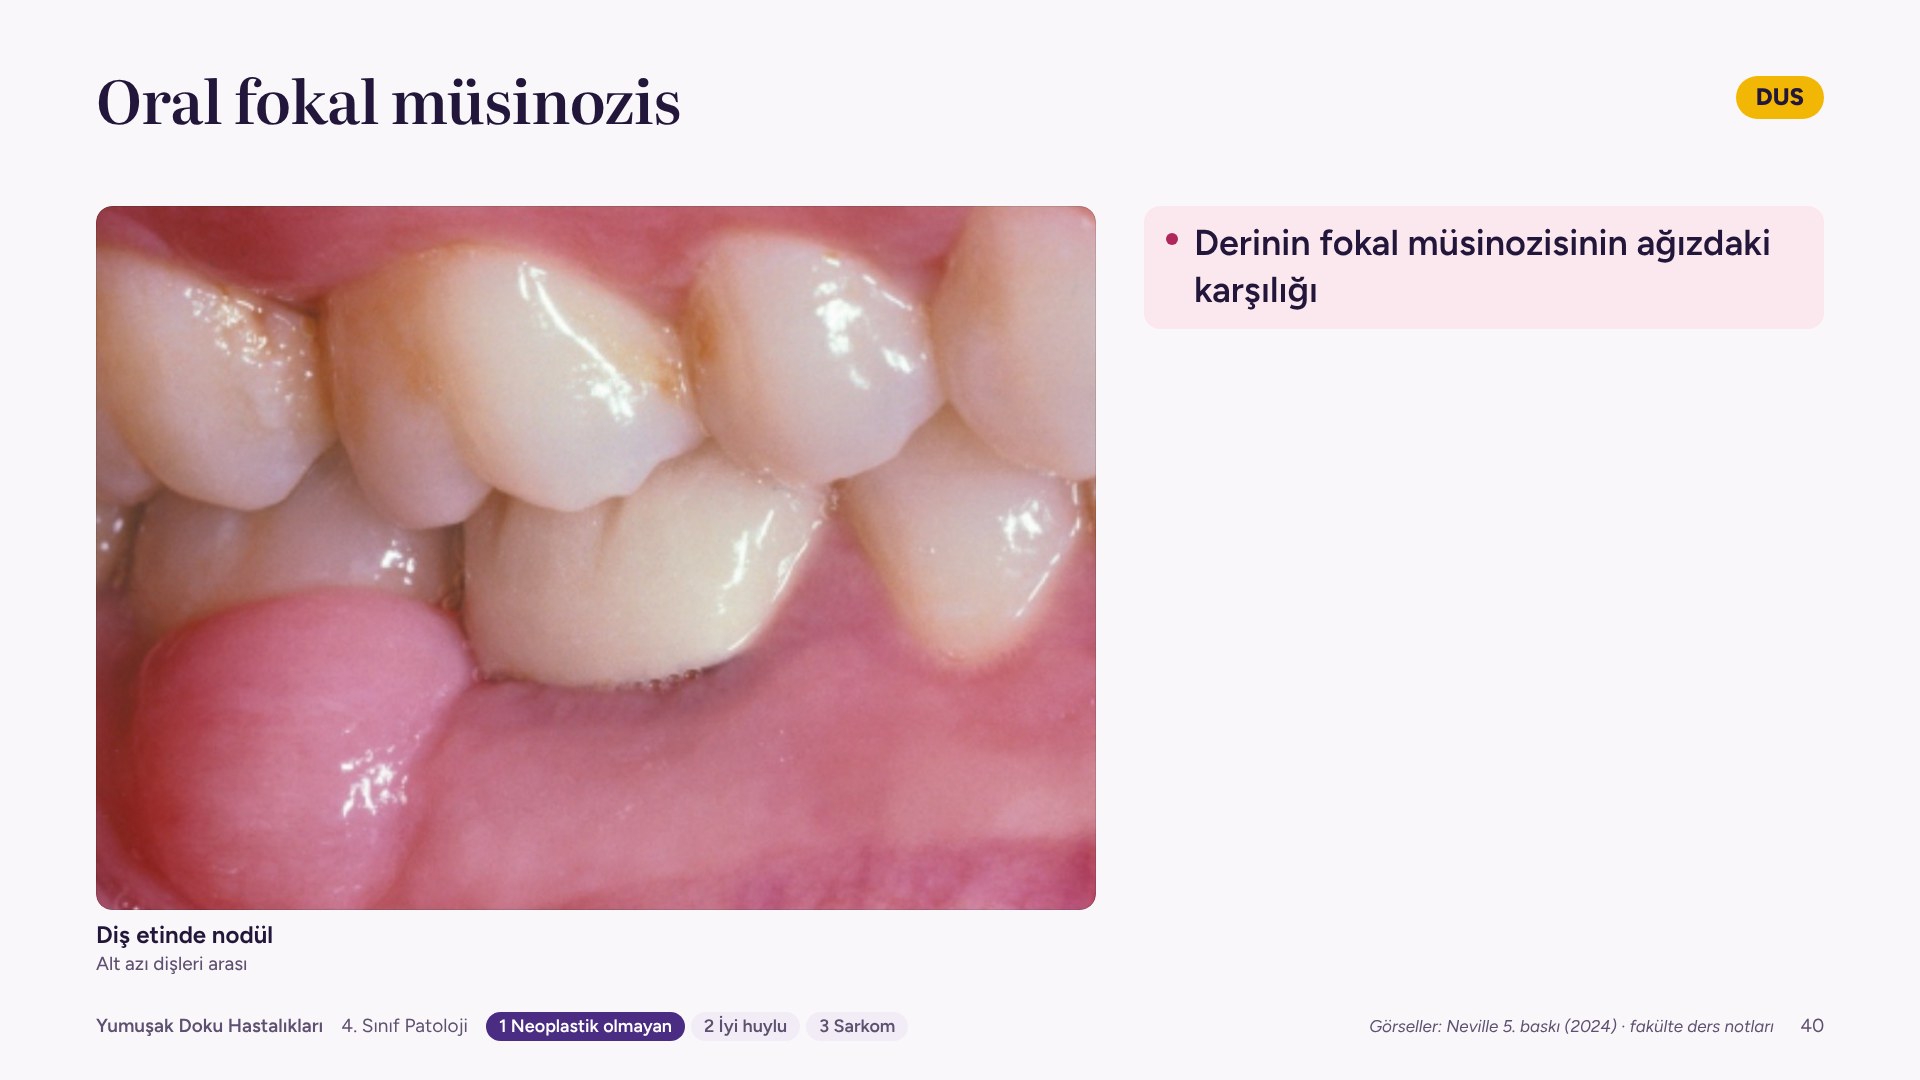 Oral fokal müsinozis
DUS
• Derinin fokal müsinozisinin ağızdaki
karşılığı
Diş etinde nodül
Alt azı dişleri arası
Yumuşak Doku Hastalıkları 4. Sınıf Patoloji 1 Neoplastik olmayan 2 İyi huylu 3 Sarkom
Görseller: Neville 5. baskı (2024) · fakülte ders notları 40